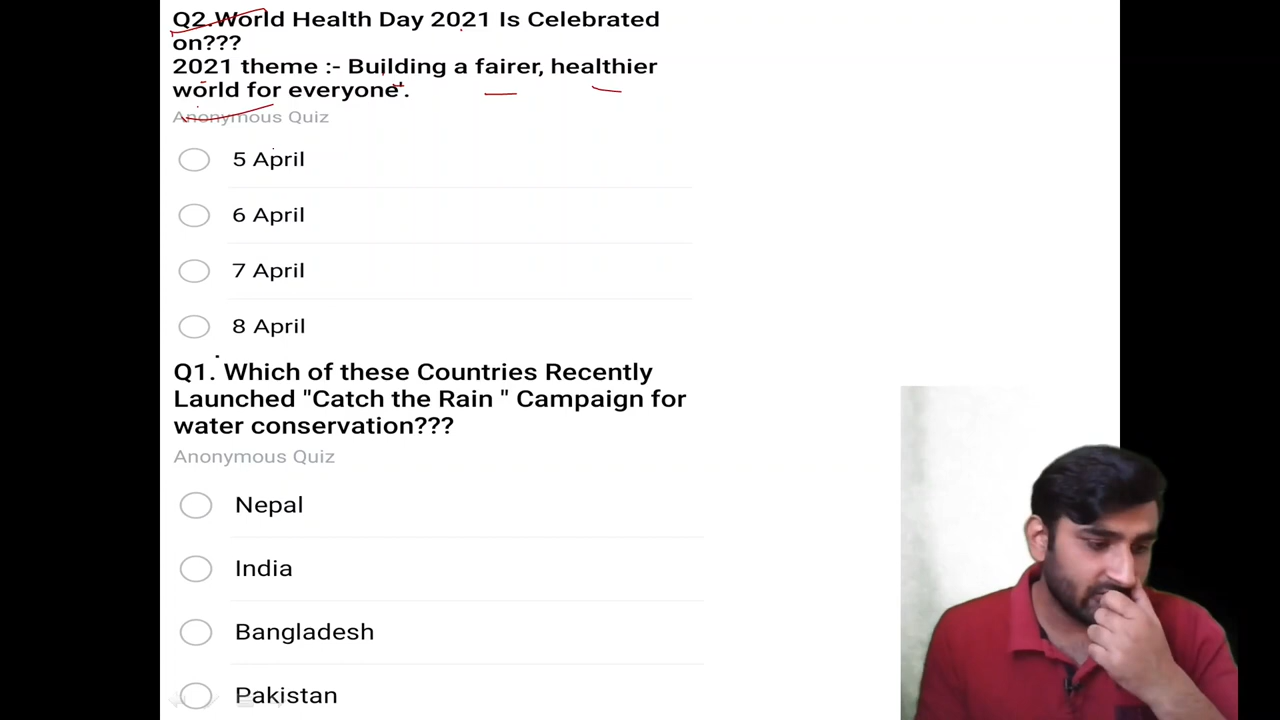 Q2.World Health Day 2021 Is Celebrated
on???
2021 theme :- Building a fairer, healthier
world for everyone'.
Anonymous Quiz
5 April
6 April
7 April
8 April
Q1. Which of these Countries Recently
Launched "Catch the Rain " Campaign for
water conservation???
Anonymous Quiz
Nepal
India
Bangladesh
Pakistan